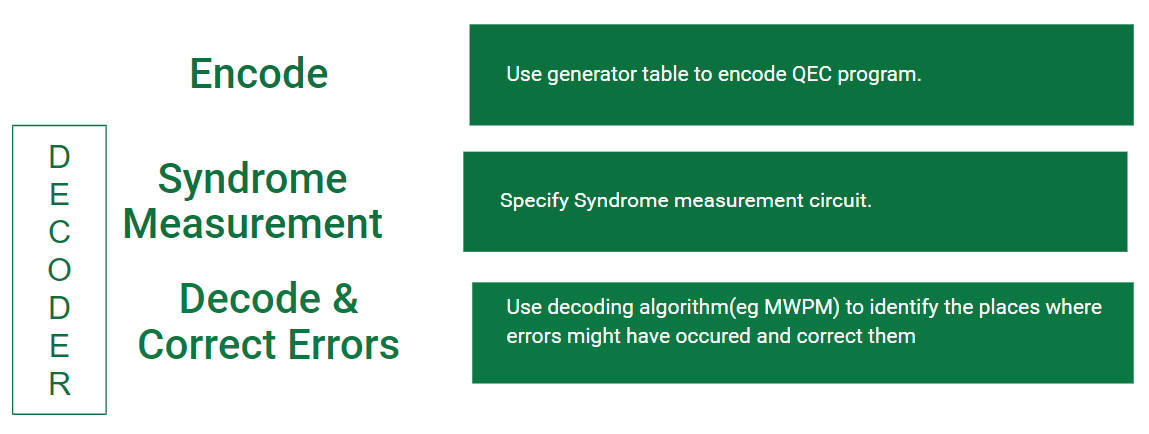 Encode
Use generator table to encode QEC program.
D
E
C
O
D
E
R
Syndrome
Measurement
Specify Syndrome measurement circuit.
Decode &
Correct Errors
Use decoding algorithm(eg MWPM) to identify the places where
errors might have occured and correct them